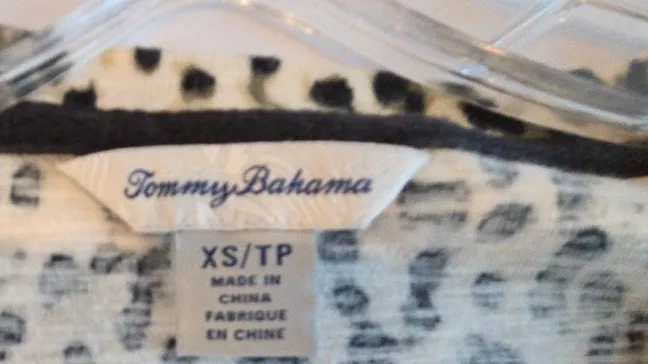 Tommy Bahama
XS/TP
MADE IN
CHINA
FABRIQUE
EN CHINE